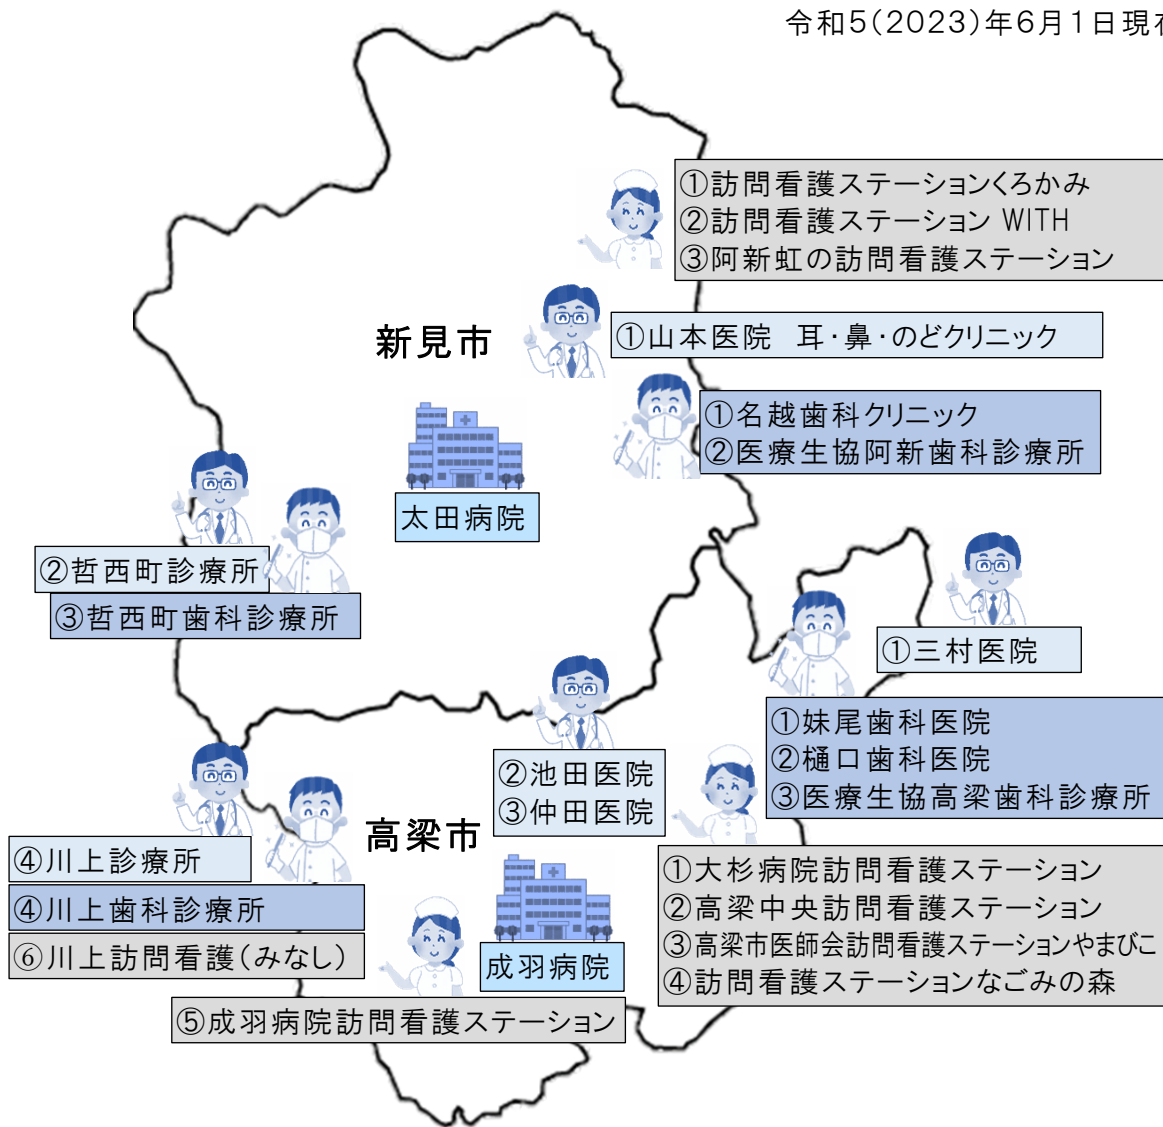 令和5(2023)年6月1日現在
①訪問看護ステーションくろかみ
②訪問看護ステーション WITH
③阿新虹の訪問看護ステーション
新見市
①山本医院 耳・鼻・のどクリニック
①名越歯科クリニック
②医療生協阿新歯科診療所
太田病院
②哲西町診療所
③哲西町歯科診療所
①三村医院
①妹尾歯科医院
②樋口歯科医院
③医療生協高梁歯科診療所
②池田医院
③仲田医院
高梁市
④川上診療所
④川上歯科診療所
⑥川上訪問看護(みなし)
成羽病院
①大杉病院訪問看護ステーション
②高梁中央訪問看護ステーション
③高梁市医師会訪問看護ステーションやまびこ
④訪問看護ステーションなごみの森
⑤成羽病院訪問看護ステーション